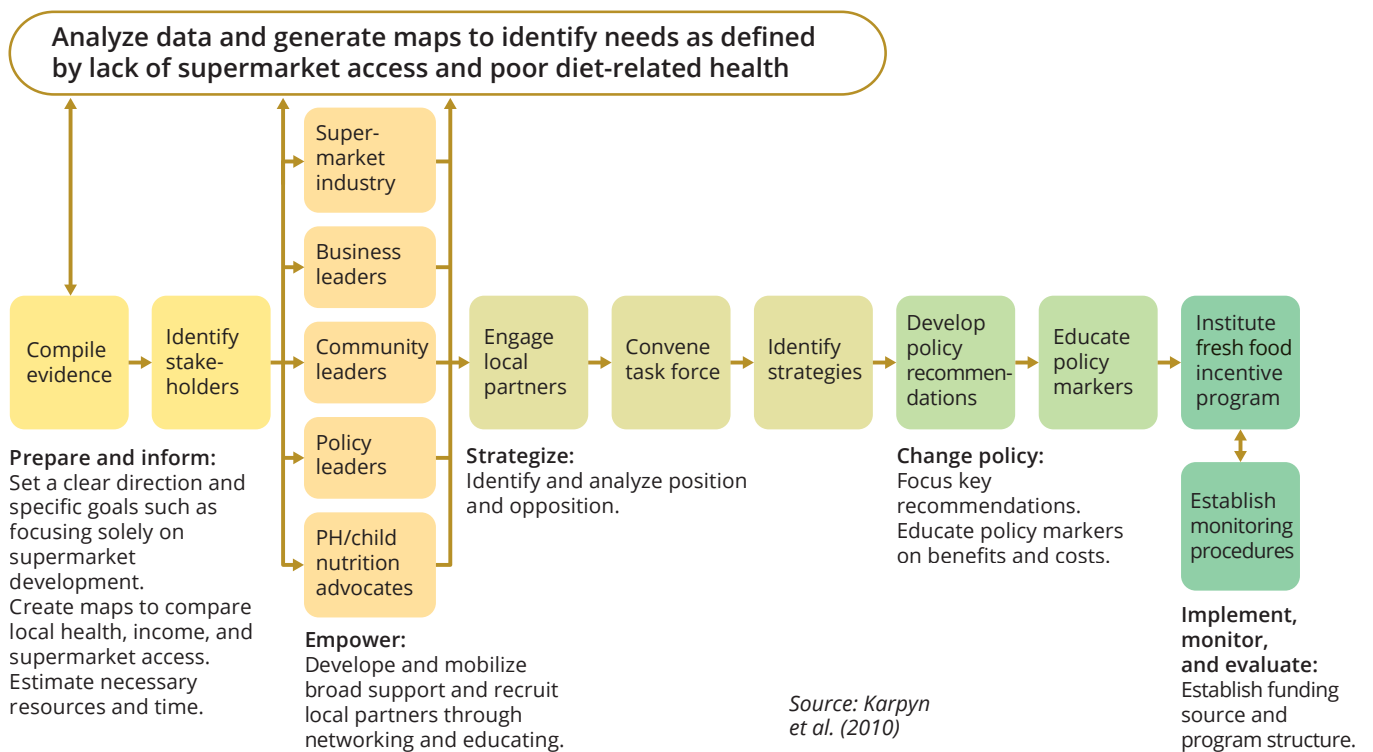 Analyze data and generate maps to identify needs as defined
by lack of supermarket access and poor diet-related health
Compile
evidence
Identify
stake-
holders
Super-
market
industry
Business
leaders
Community
leaders
Policy
leaders
PH/child
nutrition
advocates
Engage
local
partners
Convene
task force
Identify
strategies
Develop
policy
recommen-
dations
Educate
policy
markers
Institute
fresh food
incentive
program
Establish
monitoring
procedures
Prepare and inform:
Set a clear direction and
specific goals such as
focusing solely on
supermarket
development.
Create maps to compare
local health, income, and
supermarket access.
Estimate necessary
resources and time.
Empower:
Develope and mobilize
broad support and recruit
local partners through
networking and educating.
Strategize:
Identify and analyze position
and opposition.
Change policy:
Focus key
recommendations.
Educate policy markers
on benefits and costs.
Implement,
monitor,
and evaluate:
Establish funding
source and
program structure.
Source: Karpyn
et al. (2010)